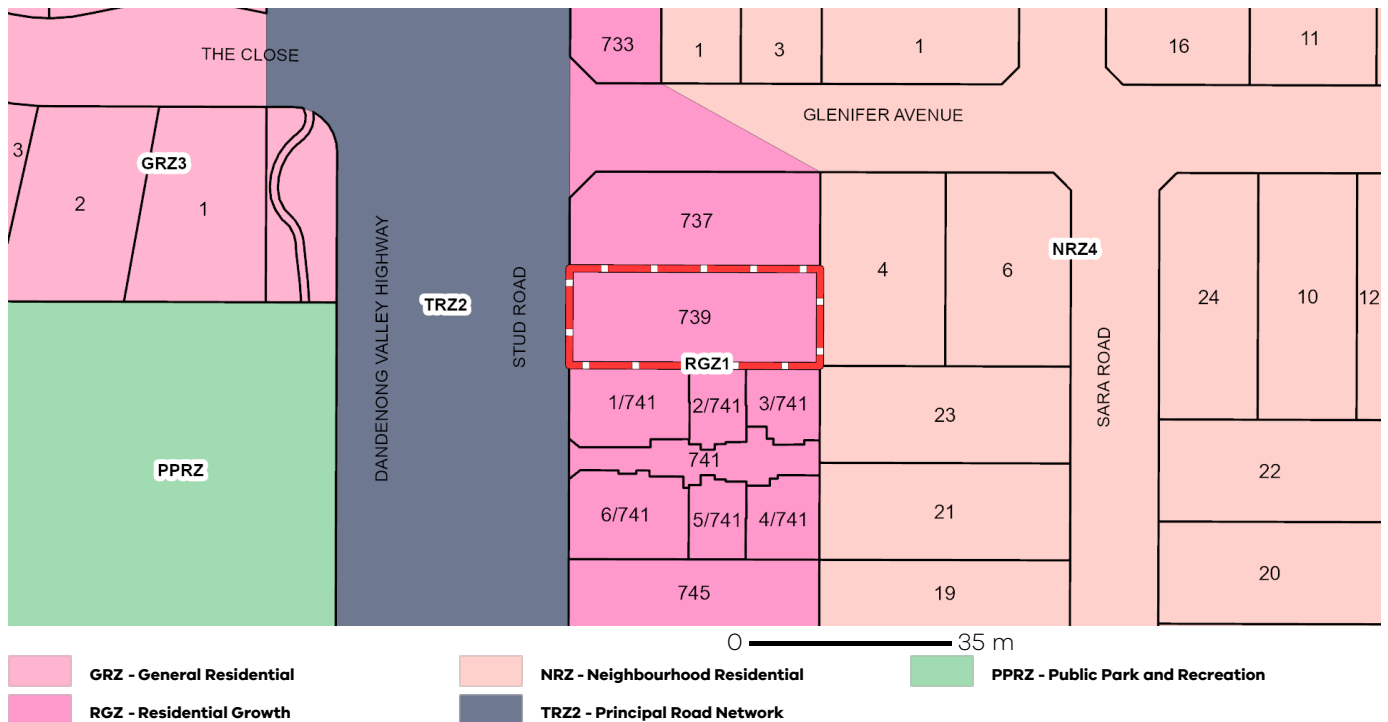 733
1
3
1
16
11
THE CLOSE
GLENIFER AVENUE
3
GRZ3
2
1
737
4
6
NRZ4
24
10
12
DANDENONG VALLEY HIGHWAY
TRZ2
STUD ROAD
739
RGZ1
SARA ROAD
1/741
2/741
3/741
23
741
PPRZ
22
6/741
5/741
4/741
21
745
19
20
0 35 m
GRZ - General Residential
NRZ - Neighbourhood Residential
PPRZ - Public Park and Recreation
RGZ - Residential Growth
TRZ2 - Principal Road Network